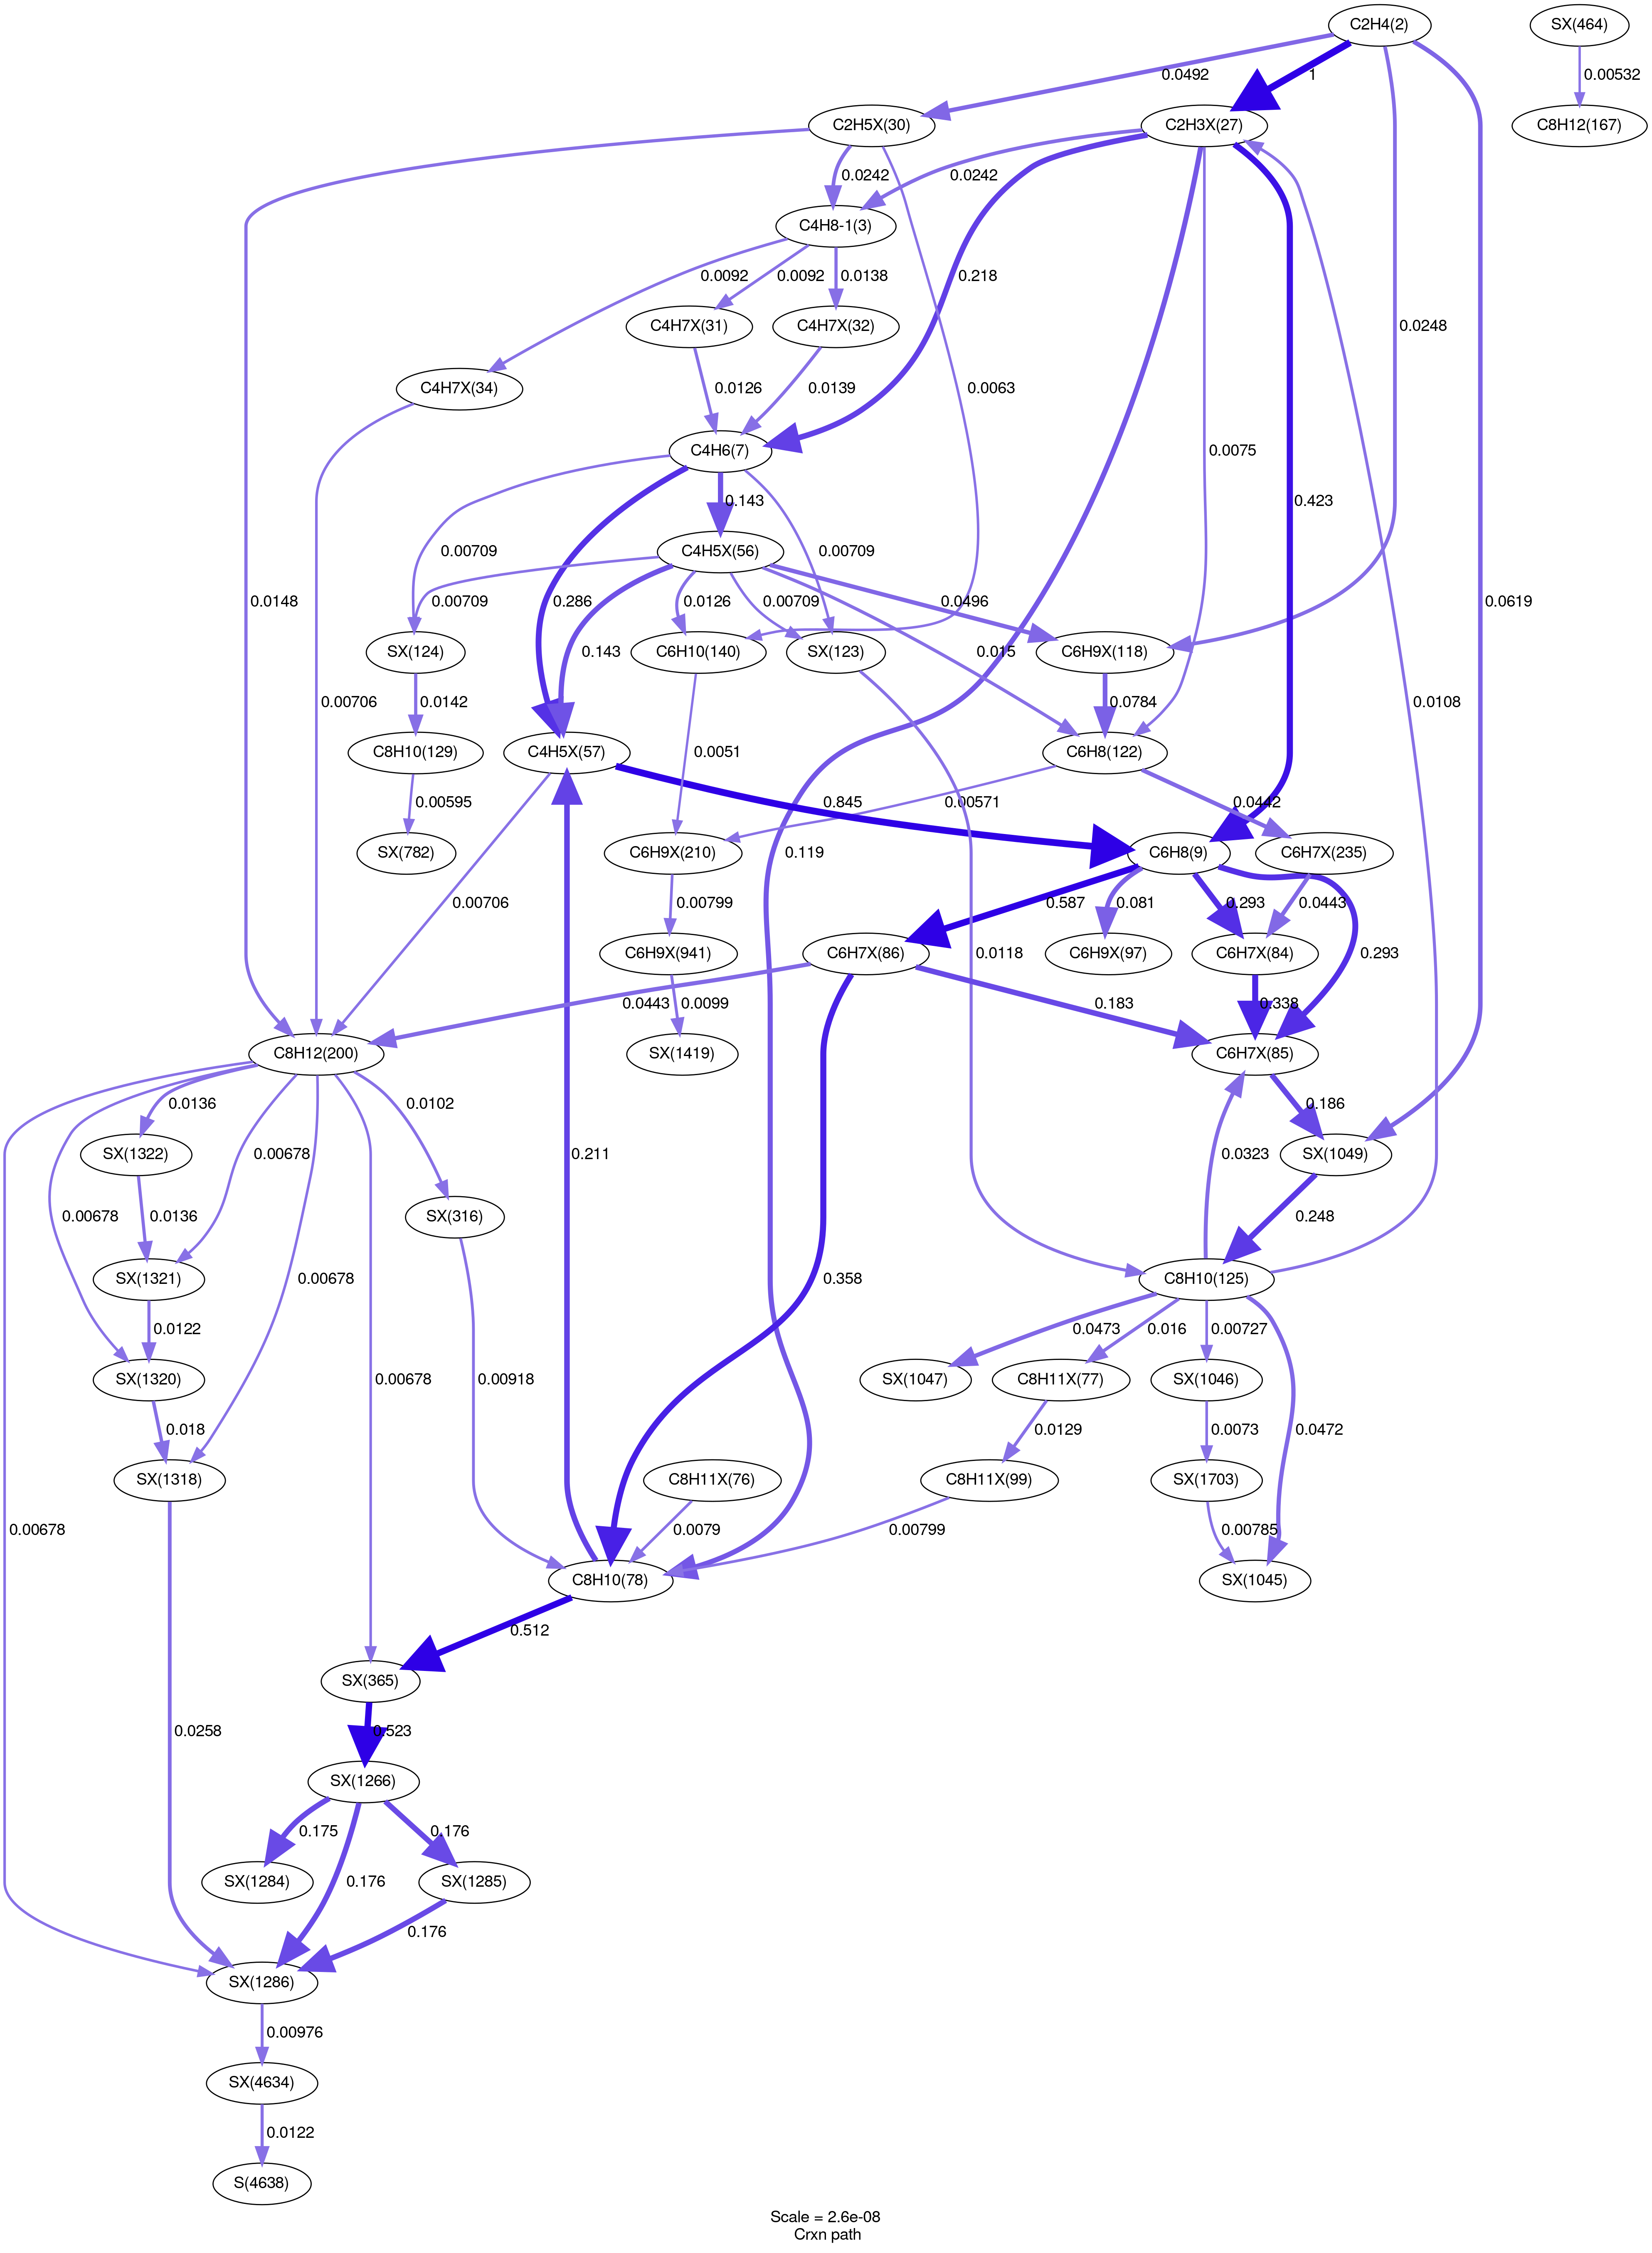 C2H4(2)
SX(464)
0.0492
1
0.00532
C2H5X(30)
C2H3X(27)
C8H12(167)
0.0242
0.0242
C4H8-1(3)
0.0092
0.0092
0.0138
0.218
C4H7X(31)
C4H7X(32)
0.0248
C4H7X(34)
0.0126
0.0139
0.0063
C4H6(7)
0.0075
0.143
0.423
C4H5X(56)
0.00709
0.00709
0.0148
0.00709
0.286
0.0126
0.00709
0.0496
0.0619
SX(124)
0.143
C6H10(140)
SX(123)
0.015
C6H9X(118)
0.00706
0.0142
0.0784
0.0108
C8H10(129)
C4H5X(57)
0.0051
C6H8(122)
0.00595
0.845
0.00571
0.0442
SX(782)
C6H9X(210)
0.119
C6H8(9)
C6H7X(235)
0.00706
0.00799
0.587
0.081
0.293
0.0443
C6H9X(941)
C6H7X(86)
0.0118
C6H9X(97)
C6H7X(84)
0.293
0.0443
0.0099
0.183
0.338
C8H12(200)
SX(1419)
C6H7X(85)
0.0136
0.0102
0.186
SX(1322)
0.00678
0.211
0.0323
SX(1049)
0.00678
0.0136
SX(316)
0.248
SX(1321)
0.00678
0.358
C8H10(125)
0.0122
0.0473
0.016
0.00727
SX(1320)
0.00678
0.00918
SX(1047)
C8H11X(77)
SX(1046)
0.018
0.0129
0.0073
0.0472
SX(1318)
C8H11X(76)
C8H11X(99)
SX(1703)
0.00678
0.0079
0.00799
0.00785
C8H10(78)
SX(1045)
0.512
SX(365)
0.0258
0.523
SX(1266)
0.175
0.176
SX(1284)
0.176
SX(1285)
0.176
SX(1286)
0.00976
SX(4634)
0.0122
S(4638)
Scale = 2.6e-08
Crxn path